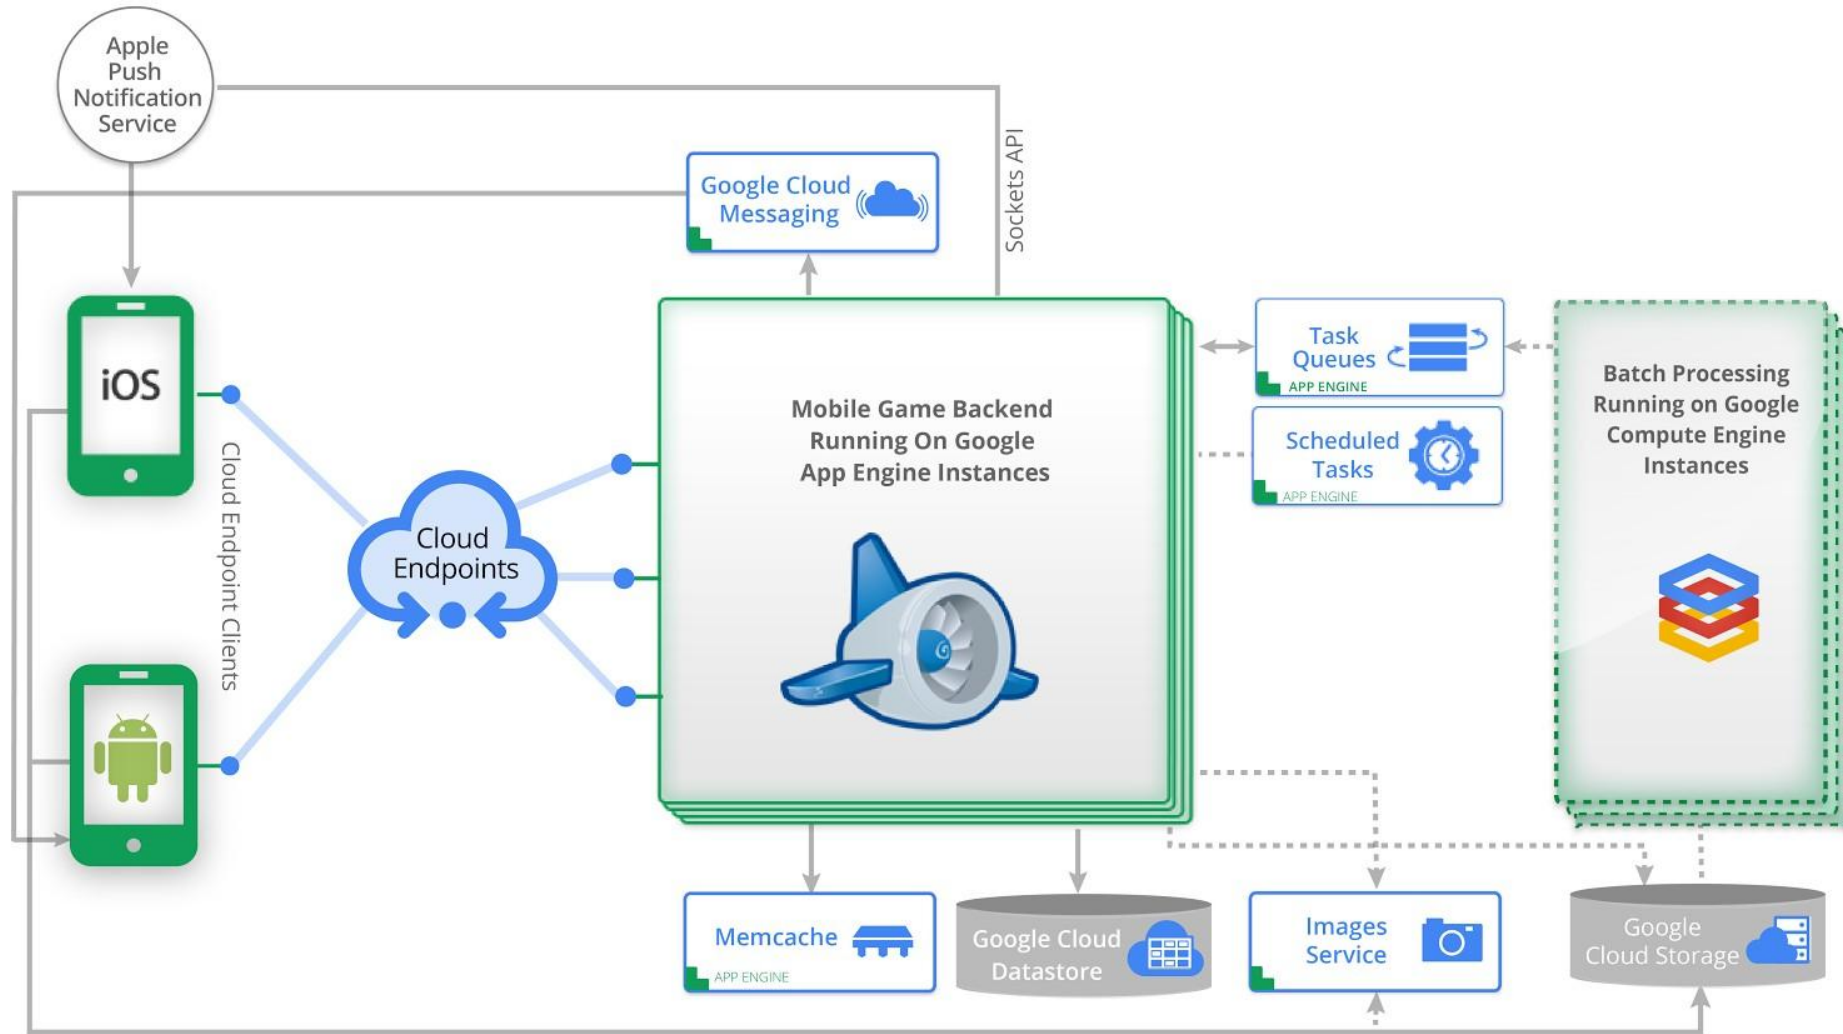 Apple
Push
Notification
Service
Sockets API
Google Cloud
Messaging
iOS
Cloud Endpoint Clients
Cloud
Endpoints
Mobile Game Backend
Running On Google
App Engine Instances
Task
Queues
APP ENGINE
Scheduled
Tasks
APP ENGINE
Batch Processing
Running on Google
Compute Engine
Instances
Memcache
APP ENGINE
Google Cloud
Datastore
Images
Service
Google
Cloud Storage